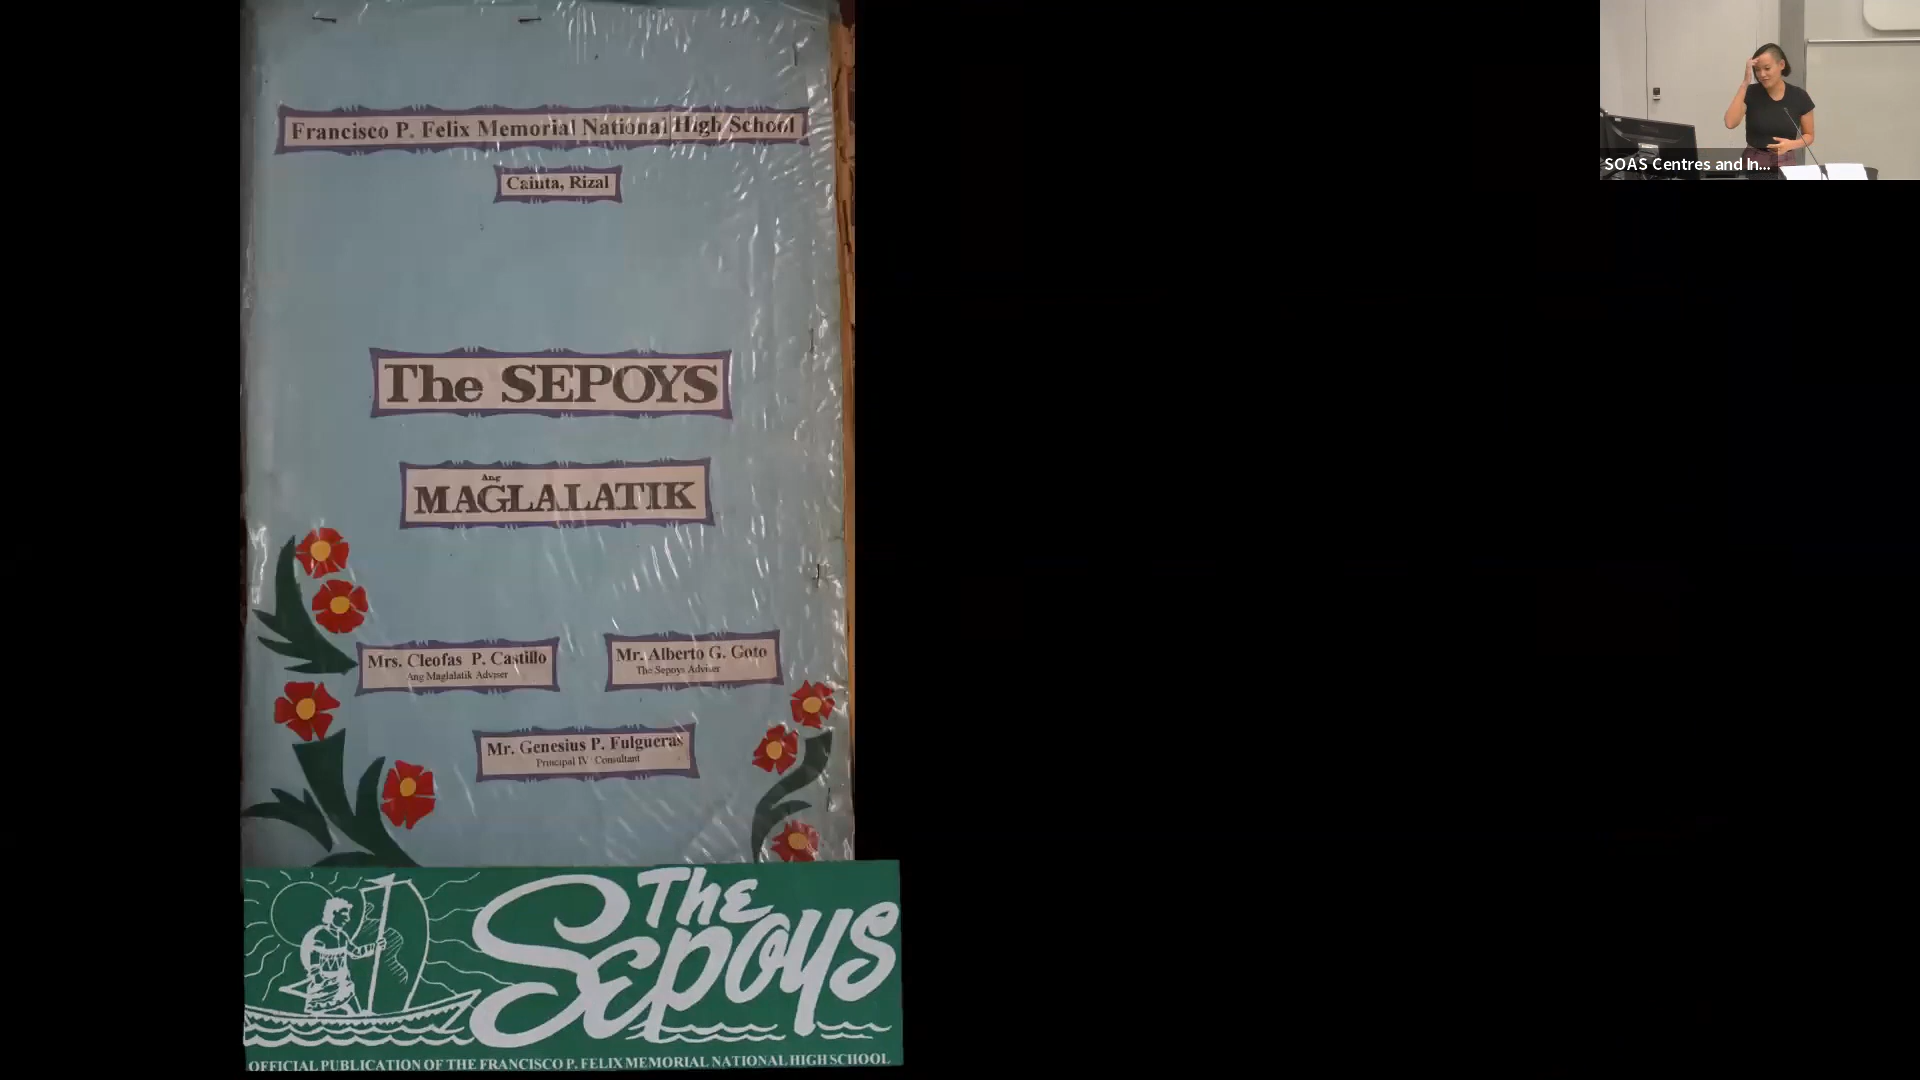 Francisco P. Felix Memorial National High School
Cainta, Rizal
The SEPOYS
Ang
MAGLALATIK
Mrs. Cleofas P. Castillo
Ang Maglalatik Adviser
Mr. Alberto G. Goto
The Sepoys Adviser
Mr. Genesius P. Fulgueras
Principal IV Consultant
The
Sepoys
OFFICIAL PUBLICATION OF THE FRANCISCO P. FELIX MEMORIAL NATIONAL HIGH SCHOOL
SOAS Centres and In...